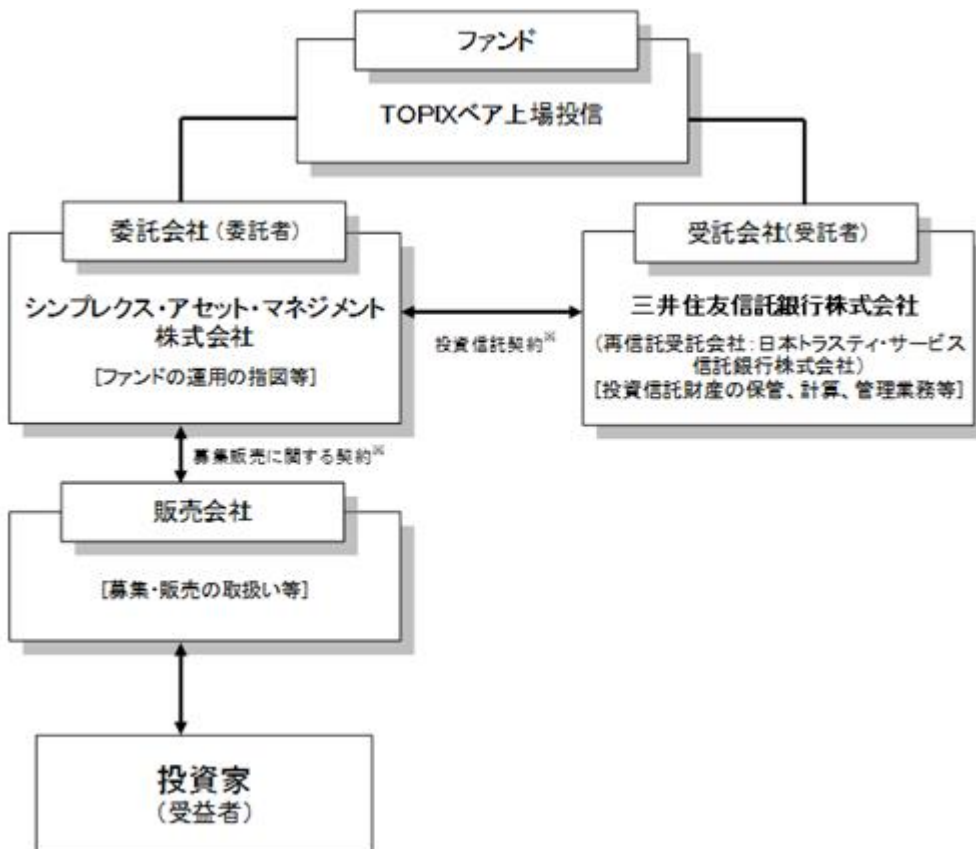 ファンド
TOPIXベア上場投信
委託会社(委託者)
シンプレクス・アセット・マネジメント
株式会社
[ファンドの運用の指図等]
投資信託契約※
受託会社(受託者)
三井住友信託銀行株式会社
(再信託受託会社:日本トラスティ・サービス
信託銀行株式会社)
[投資信託財産の保管、計算、管理業務等]
募集販売に関する契約※
販売会社
[募集・販売の取扱い等]
投資家
(受益者)